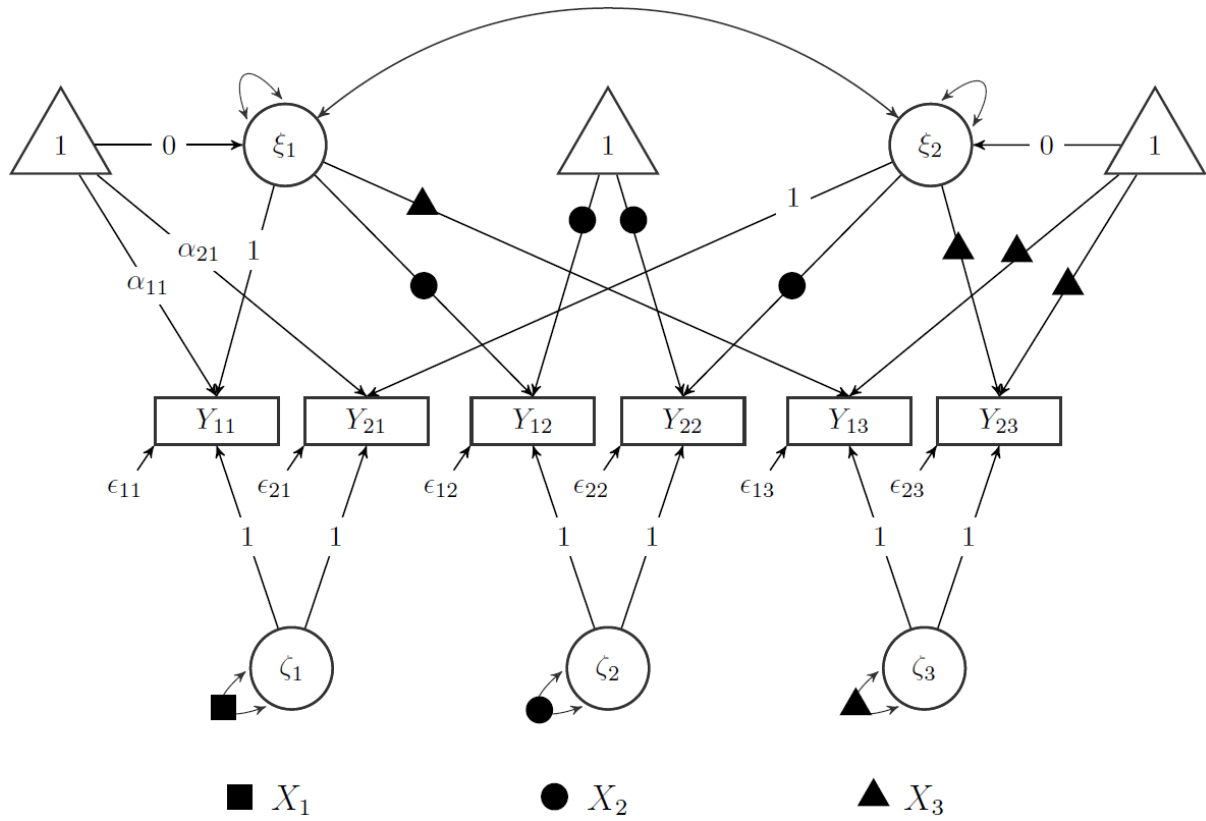 1 0 ξ₁ 1 ξ₂ 0 1
1
α₂₁ 1
α₁₁
Y₁₁ Y₂₁ Y₁₂ Y₂₂ Y₁₃ Y₂₃
ϵ₁₁ ϵ₂₁ ϵ₁₂ ϵ₂₂ ϵ₁₃ ϵ₂₃
1 1 1 1 1 1
ζ₁ ζ₂ ζ₃
X₁ X₂ X₃